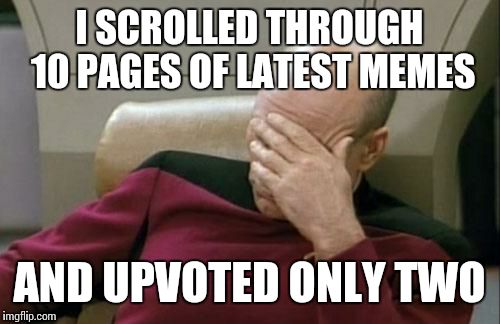 I SCROLLED THROUGH
10 PAGES OF LATEST MEMES
AND UPVOTED ONLY TWO
imgflip.com